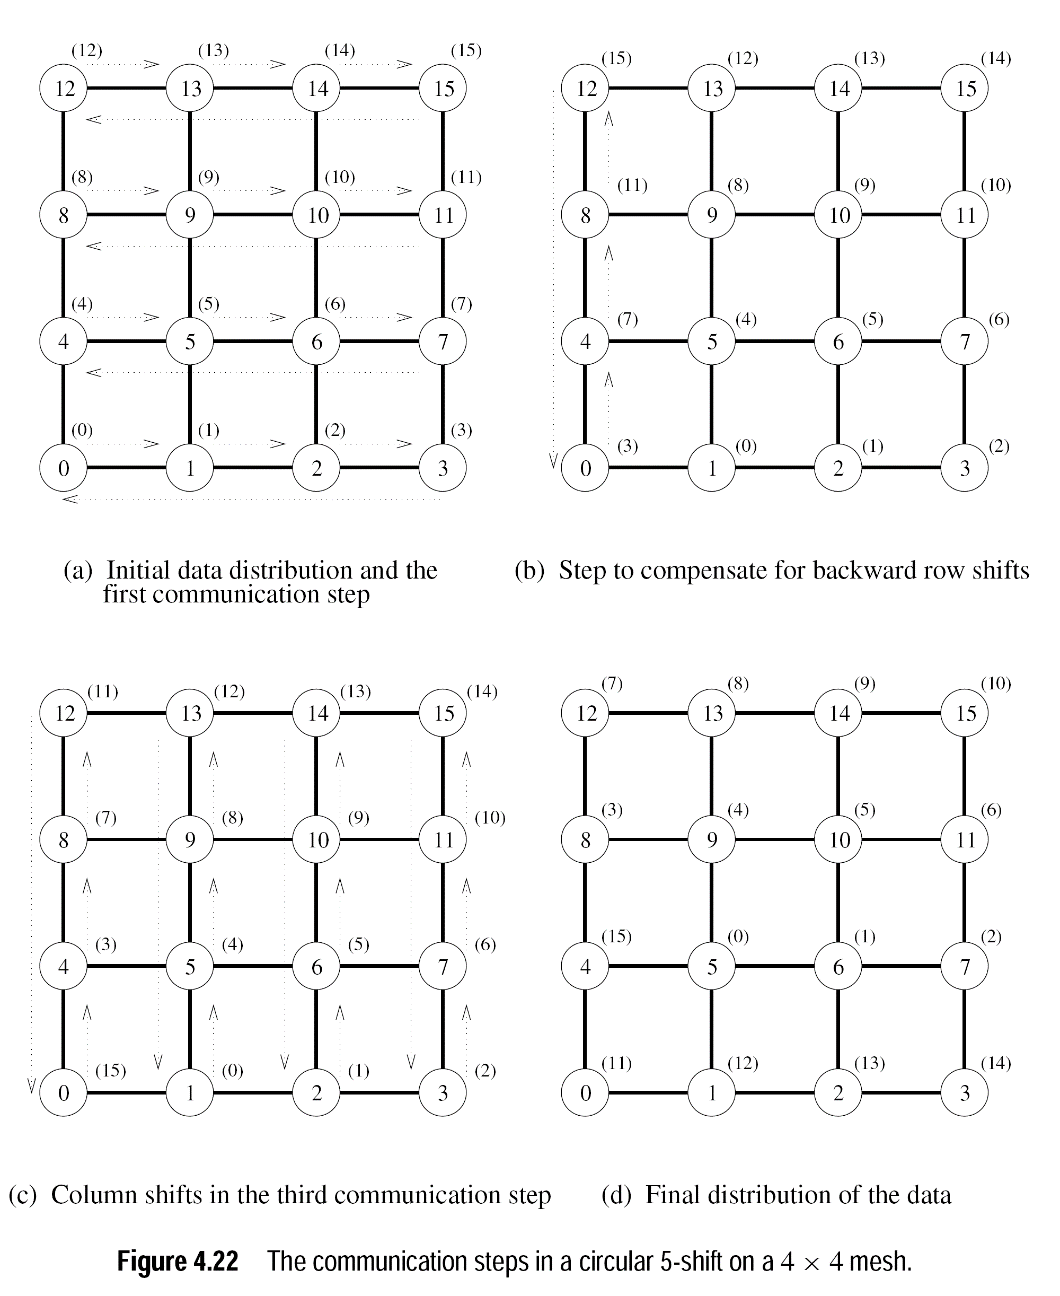 (12) (13) (14) (15)
12 13 14 15
(8) (9) (10) (11)
8 9 10 11
(4) (5) (6) (7)
4 5 6 7
(0) (1) (2) (3)
0 1 2 3
(a) Initial data distribution and the
first communication step
(15) (12) (13) (14)
12 13 14 15
(11) (8) (9) (10)
8 9 10 11
(7) (4) (5) (6)
4 5 6 7
(3) (0) (1) (2)
0 1 2 3
(b) Step to compensate for backward row shifts
(11) (12) (13) (14)
12 13 14 15
(7) (8) (9) (10)
8 9 10 11
(3) (4) (5) (6)
4 5 6 7
(15) (0) (1) (2)
0 1 2 3
(c) Column shifts in the third communication step
(7) (8) (9) (10)
12 13 14 15
(3) (4) (5) (6)
8 9 10 11
(15) (0) (1) (2)
4 5 6 7
(11) (12) (13) (14)
0 1 2 3
(d) Final distribution of the data
Figure 4.22 The communication steps in a circular 5-shift on a 4 × 4 mesh.